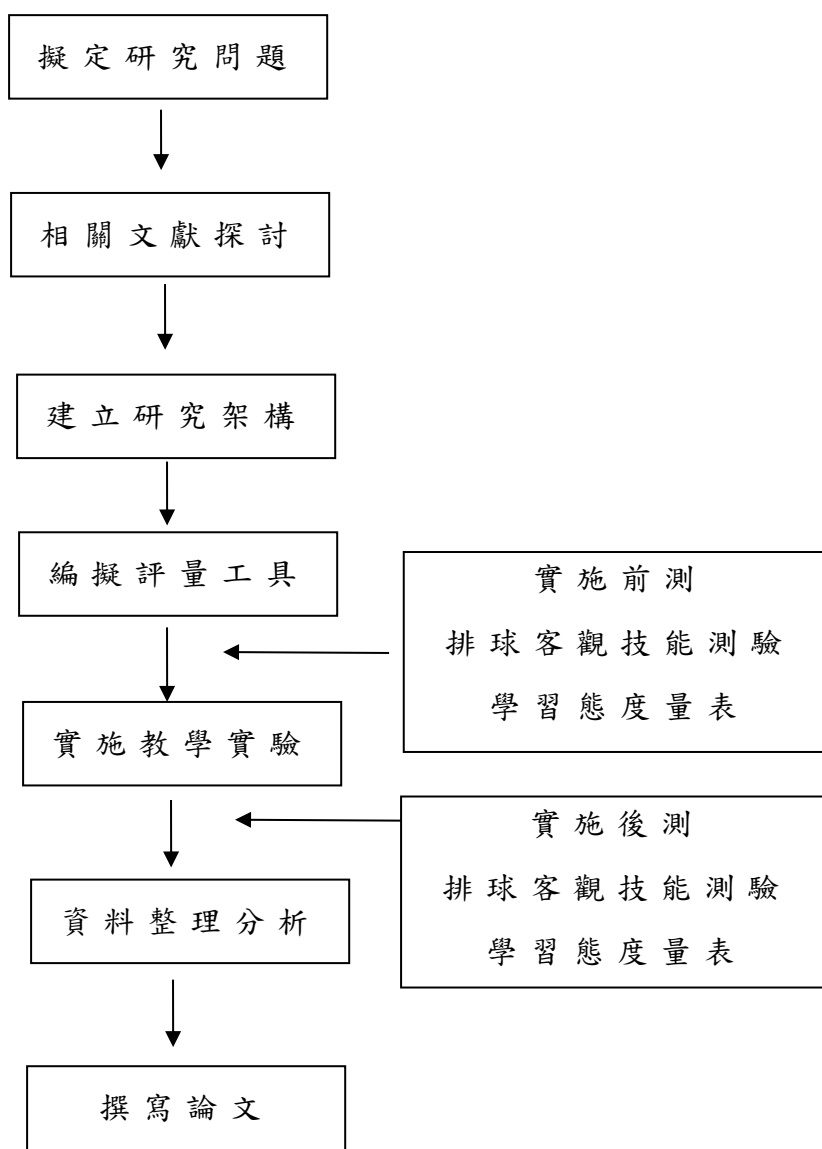 擬定研究問題
相關文獻探討
建立研究架構
編擬評量工具
實施前測
排球客觀技能測驗
學習態度量表
實施教學實驗
實施後測
排球客觀技能測驗
學習態度量表
資料整理分析
撰寫論文